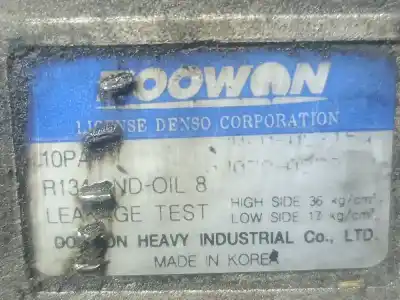 DOOWON
LICENSE DENSO CORPORATION
10PA
R134 ND-OIL 8
LEAKAGE TEST HIGH SIDE 36 kg/cm²
LOW SIDE 17 kg/cm²
DOOWON HEAVY INDUSTRIAL Co., LTD.
MADE IN KOREA